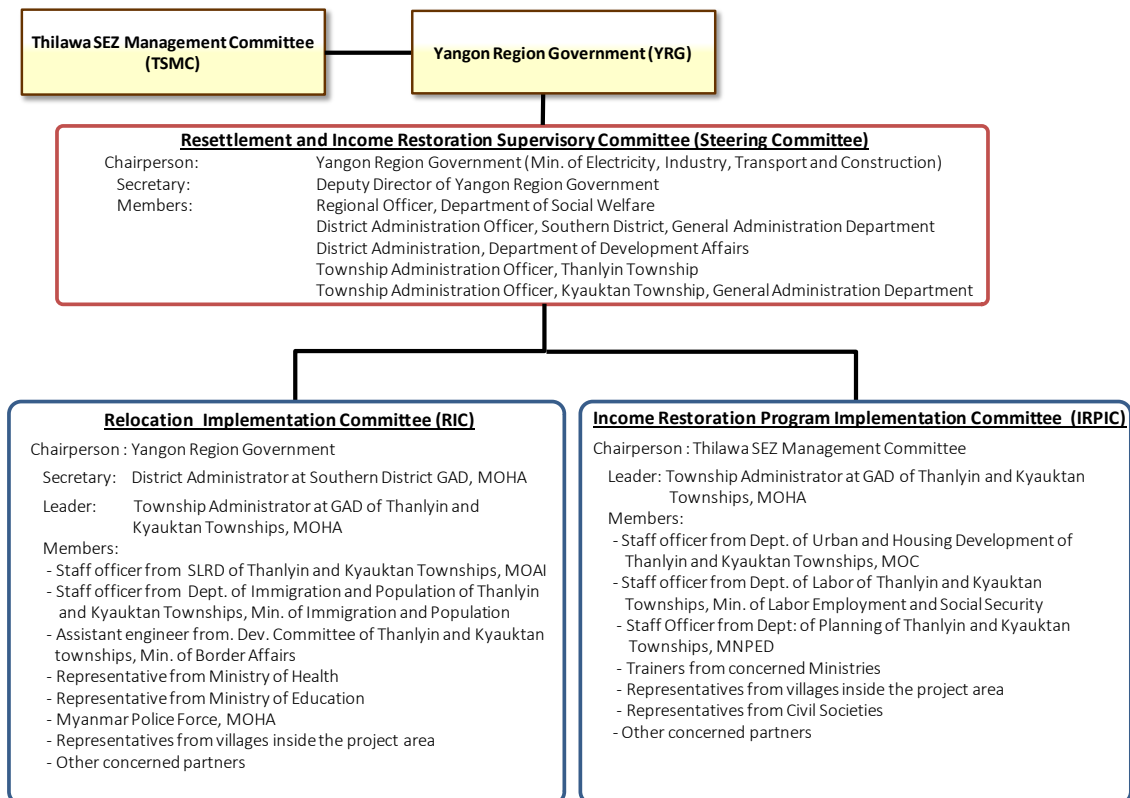 Thilawa SEZ Management Committee
(TSMC)
Yangon Region Government (YRG)
Resettlement and Income Restoration Supervisory Committee (Steering Committee)
Chairperson: Yangon Region Government (Min. of Electricity, Industry, Transport and Construction)
Secretary: Deputy Director of Yangon Region Government
Members: Regional Officer, Department of Social Welfare
District Administration Officer, Southern District, General Administration Department
District Administration, Department of Development Affairs
Township Administration Officer, Thanlyin Township
Township Administration Officer, Kyauktan Township, General Administration Department
Relocation Implementation Committee (RIC)
Chairperson : Yangon Region Government
Secretary: District Administrator at Southern District GAD, MOHA
Leader: Township Administrator at GAD of Thanlyin and
Kyauktan Townships, MOHA
Members:
- Staff officer from SLRD of Thanlyin and Kyauktan Townships, MOAI
- Staff officer from Dept. of Immigration and Population of Thanlyin
and Kyauktan Townships, Min. of Immigration and Population
- Assistant engineer from. Dev. Committee of Thanlyin and Kyauktan
townships, Min. of Border Affairs
- Representative from Ministry of Health
- Representative from Ministry of Education
- Myanmar Police Force, MOHA
- Representatives from villages inside the project area
- Other concerned partners
Income Restoration Program Implementation Committee (IRPIC)
Chairperson : Thilawa SEZ Management Committee
Leader: Township Administrator at GAD of Thanlyin and Kyauktan
Townships, MOHA
Members:
- Staff officer from Dept. of Urban and Housing Development of
Thanlyin and Kyauktan Townships, MOC
- Staff officer from Dept. of Labor of Thanlyin and Kyauktan
Townships, Min. of Labor Employment and Social Security
- Staff Officer from Dept: of Planning of Thanlyin and Kyauktan
Townships, MNPED
- Trainers from concerned Ministries
- Representatives from villages inside the project area
- Representatives from Civil Societies
- Other concerned partners